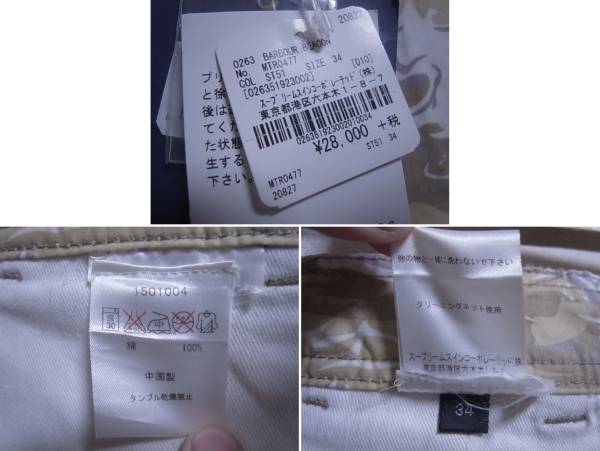 20827
0263 BARBOUR BEACON
No. MTR0477
COL ST51 SIZE 34 [010]
[026351923002]
スープリームスインコーポレーテッド(株)
東京都港区六本木1-8-7
026351923002010034
¥28,000 +税
MTR0477
ST51 34
20827
プリ
と徐
後は
てくた
た状態
生する
下さい。
1501004
30
中
綿 100%
中国製
タンブル乾燥禁止
他の物と一緒に洗わないで下さい
クリーニングネット使用
スープリームスインコーポレーテッド(株)
東京都港区六本木
34